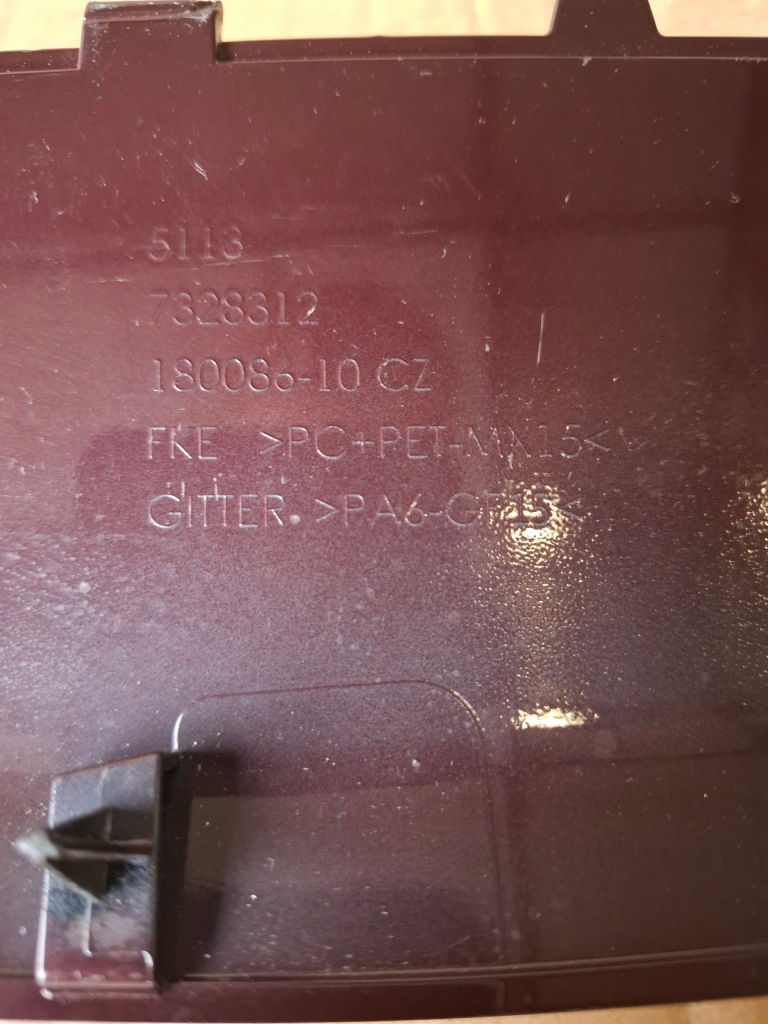 5113
7328312
180086-10 CZ
FKE >PC+PET-MX15<
GITTER >PA6-GF15<